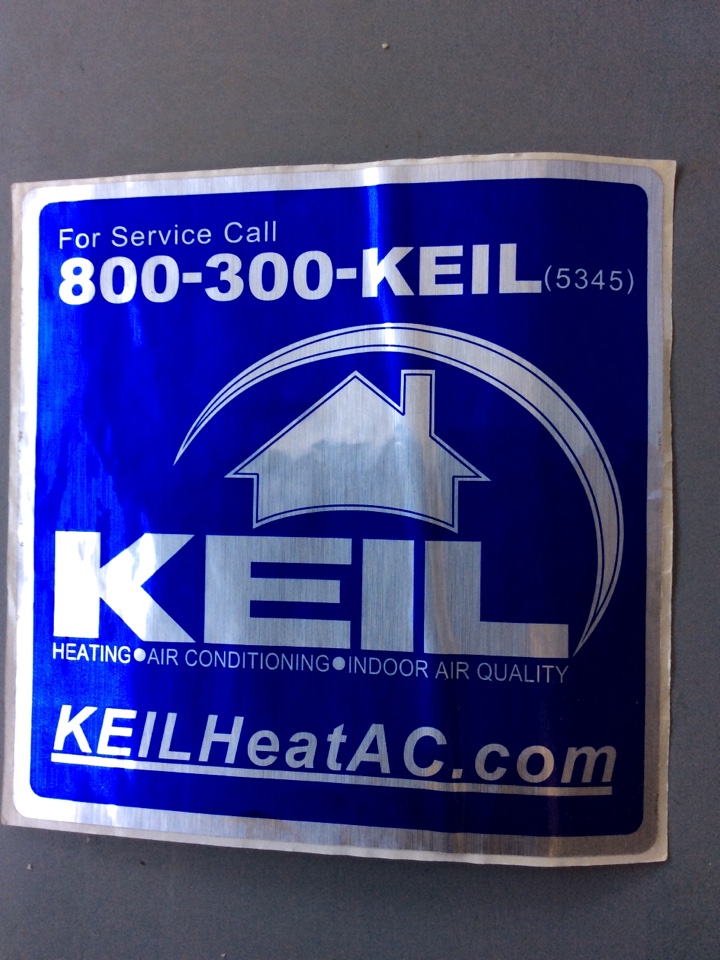 For Service Call
800-300-KEIL (5345)
KEIL
HEATING●AIR CONDITIONING●INDOOR AIR QUALITY
KEILHeatAC.com